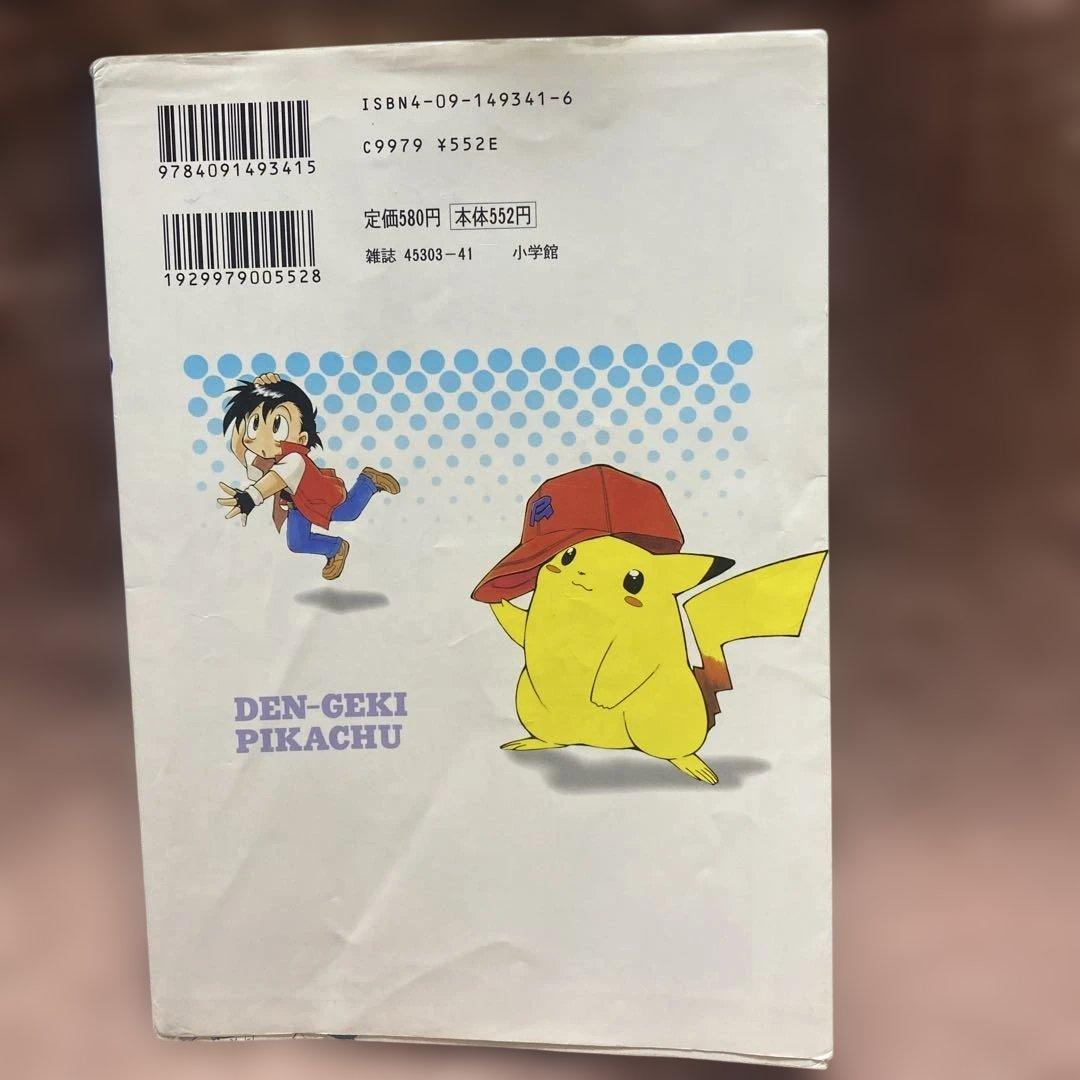 ISBN4-09-149341-6
C9979 ¥552E
9784091493415
定価580円 本体552円
雑誌 45303-41 小学館
1929979005528
DEN-GEKI
PIKACHU